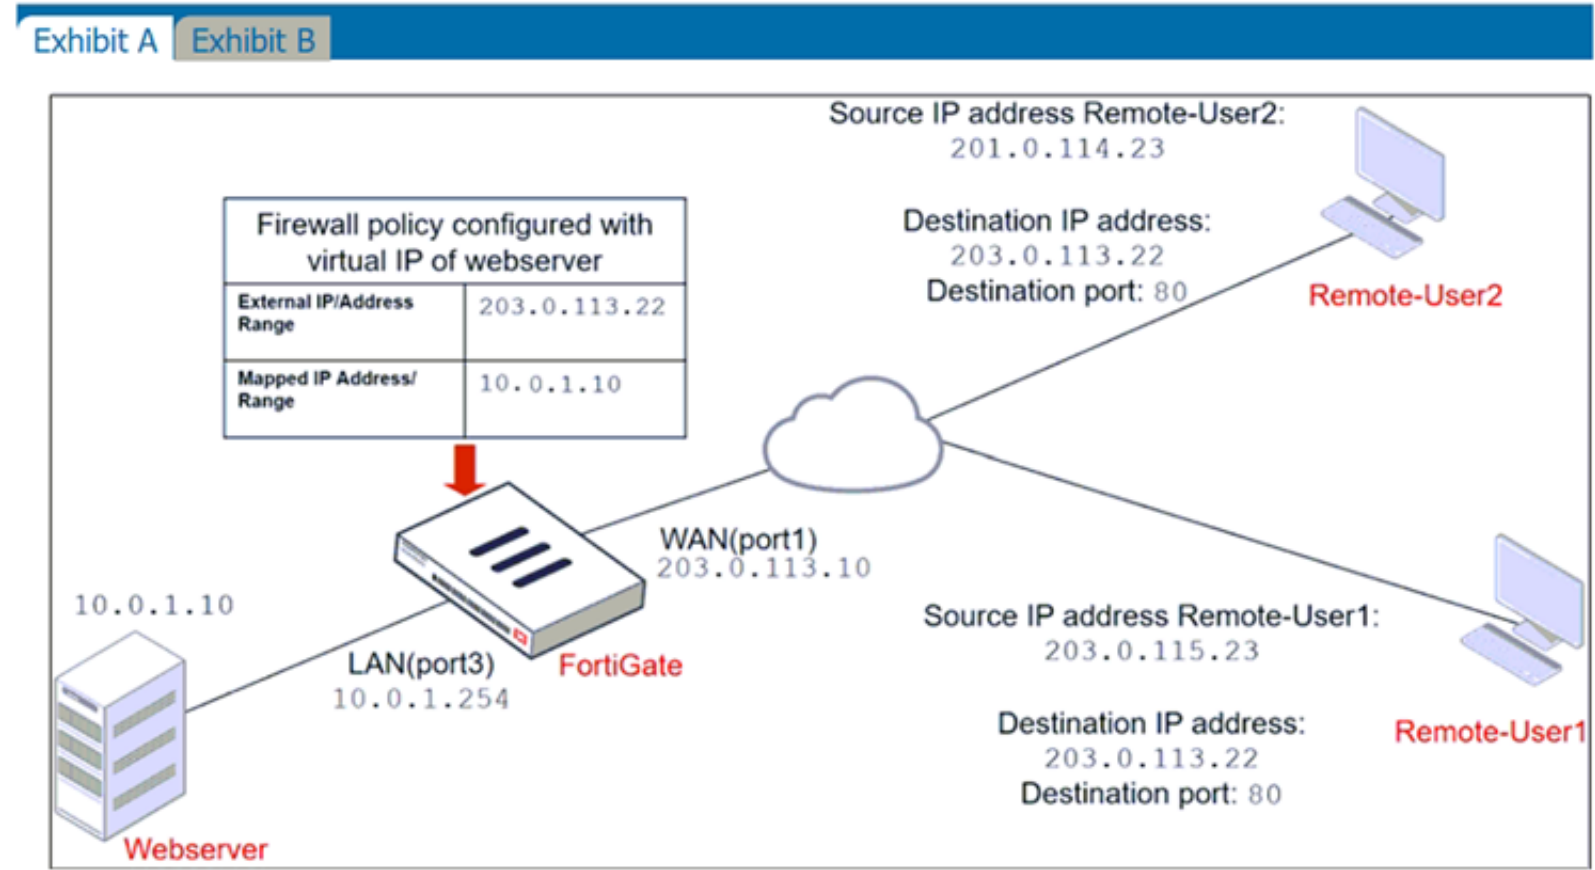 Exhibit A
Exhibit B
Source IP address Remote-User2:
201.0.114.23
Destination IP address:
203.0.113.22
Destination port: 80
Remote-User2
Firewall policy configured with
virtual IP of webserver
External IP/Address
Range
203.0.113.22
Mapped IP Address/
Range
10.0.1.10
WAN(port1)
203.0.113.10
10.0.1.10
LAN(port3)
10.0.1.254
FortiGate
Webserver
Source IP address Remote-User1:
203.0.115.23
Destination IP address:
203.0.113.22
Destination port: 80
Remote-User1